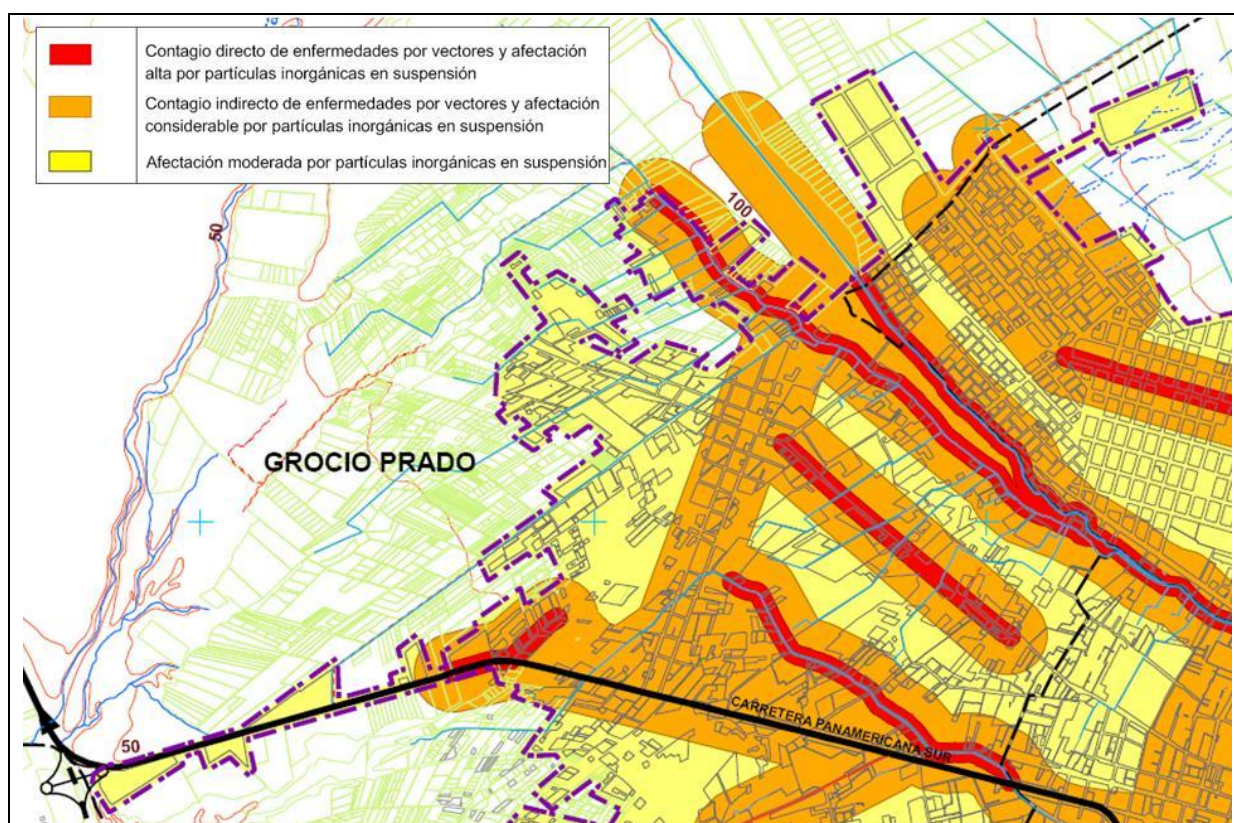 Contagio directo de enfermedades por vectores y afectación
alta por partículas inorgánicas en suspensión
Contagio indirecto de enfermedades por vectores y afectación
considerable por partículas inorgánicas en suspensión
Afectación moderada por partículas inorgánicas en suspensión
100
50
GROCIO PRADO
CARRETERA PANAMERICANA SUR
50